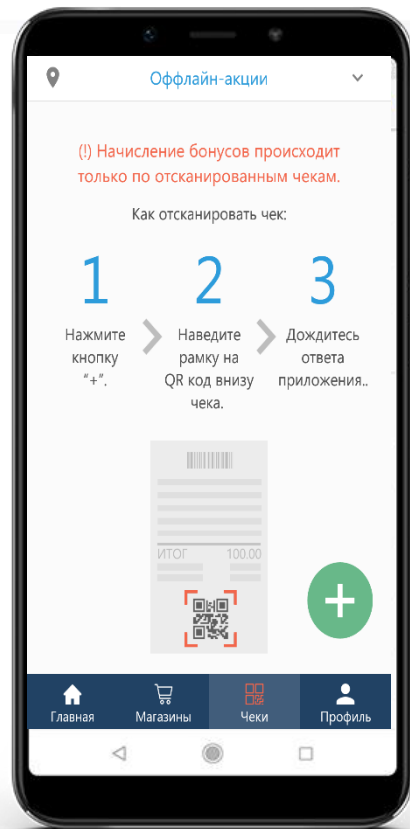 Оффлайн-акции
(!) Начисление бонусов происходит
только по отсканированным чекам.
Как отсканировать чек:
1
2
3
Нажмите
кнопку
"+".
Наведите
рамку на
QR код внизу
чека.
Дождитесь
ответа
приложения..
ИТОГ 100.00
+
Главная
Магазины
Чеки
Профиль